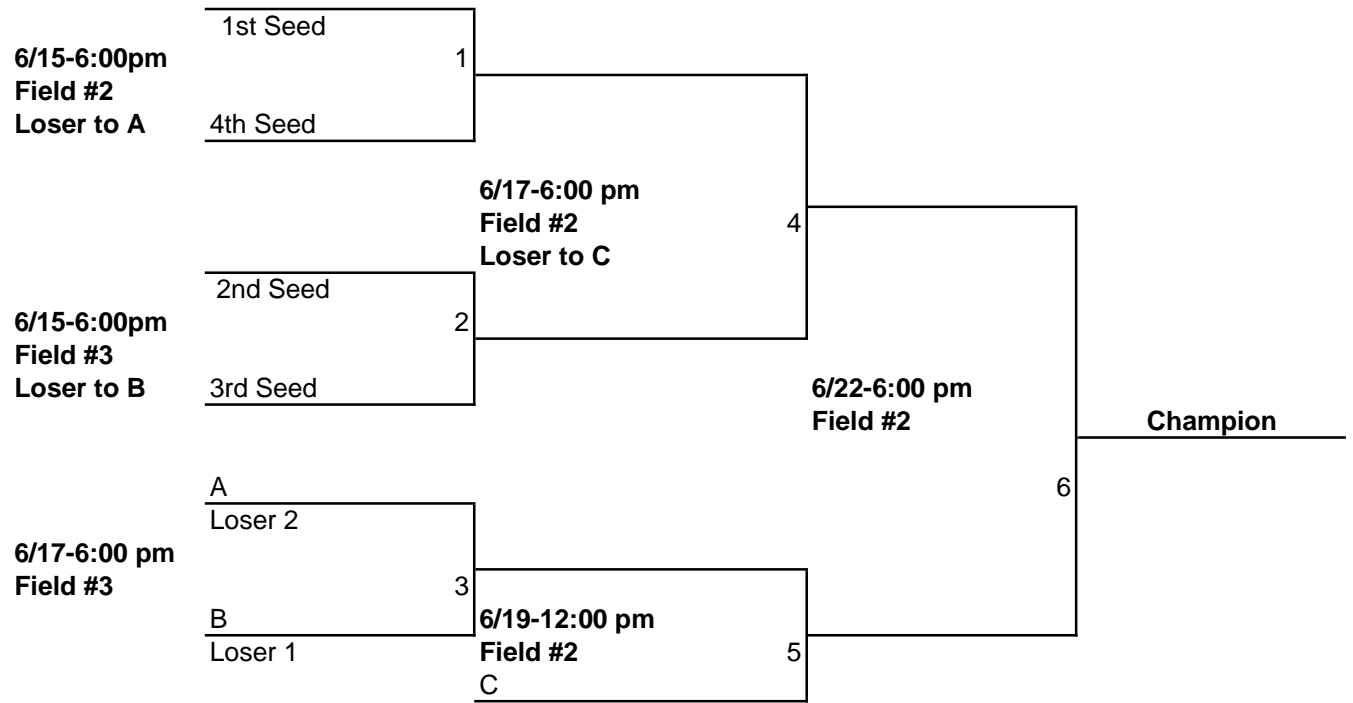 1st Seed
6/15-6:00pm
1
Field #2
Loser to A
4th Seed
6/17-6:00 pm
Field #2
4
Loser to C
2nd Seed
6/15-6:00pm
2
Field #3
Loser to B
3rd Seed
6/22-6:00 pm
Field #2
Champion
A
6
Loser 2
6/17-6:00 pm
Field #3
3
B
6/19-12:00 pm
Loser 1
Field #2
5
C